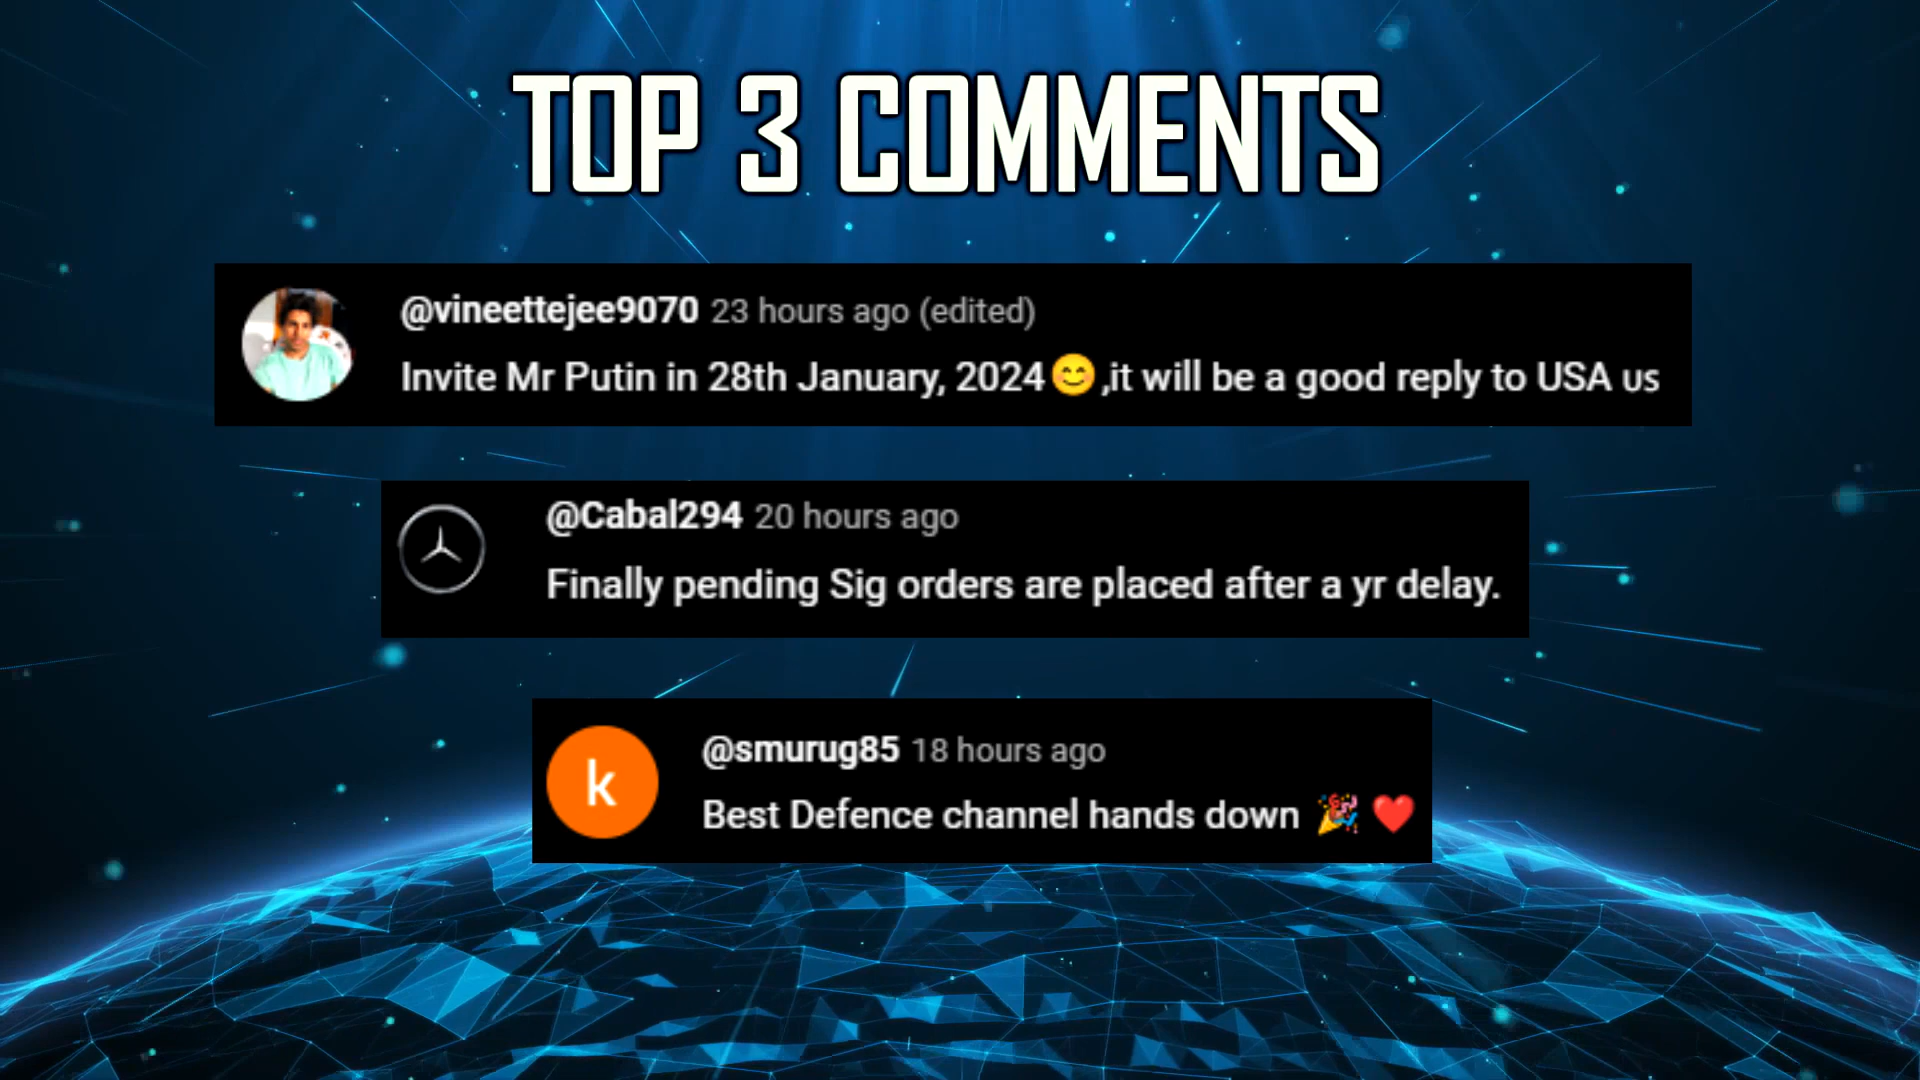 TOP 3 COMMENTS
@vineettejee9070 23 hours ago (edited)
Invite Mr Putin in 28th January, 2024😊,it will be a good reply to USA us
@Cabal294 20 hours ago
Finally pending Sig orders are placed after a yr delay.
k
@smurug85 18 hours ago
Best Defence channel hands down 🎉 ❤️